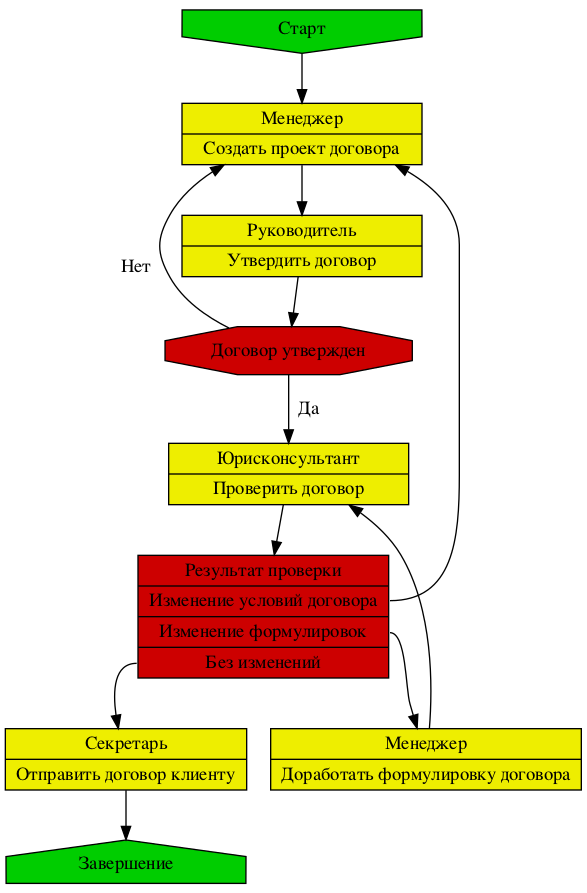 Старт
Менеджер
Создать проект договора
Руководитель
Утвердить договор
Нет
Договор утвержден
Да
Юрисконсультант
Проверить договор
Результат проверки
Изменение условий договора
Изменение формулировок
Без изменений
Секретарь
Отправить договор клиенту
Менеджер
Доработать формулировку договора
Завершение